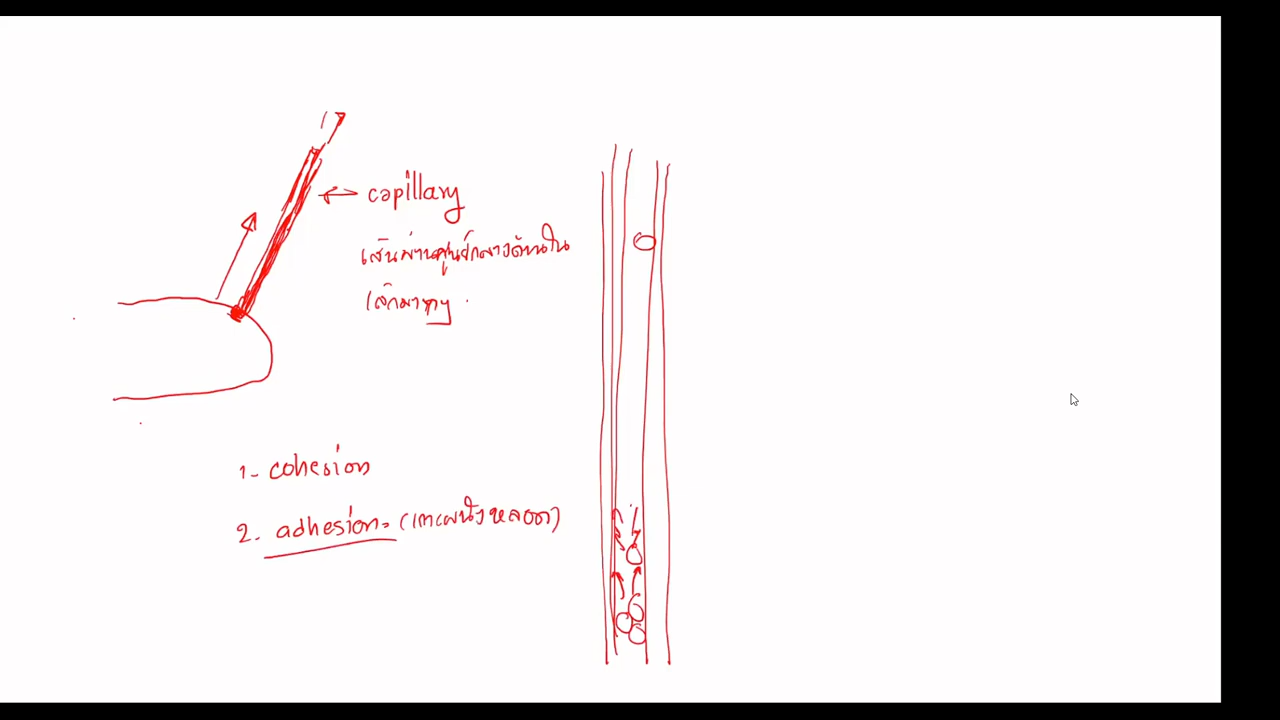 capillary
เส้นผ่านศูนย์กลางด้านใน
เล็กมากๆ
1. cohesion
2. adhesion. (เกาะผนังหลอด)